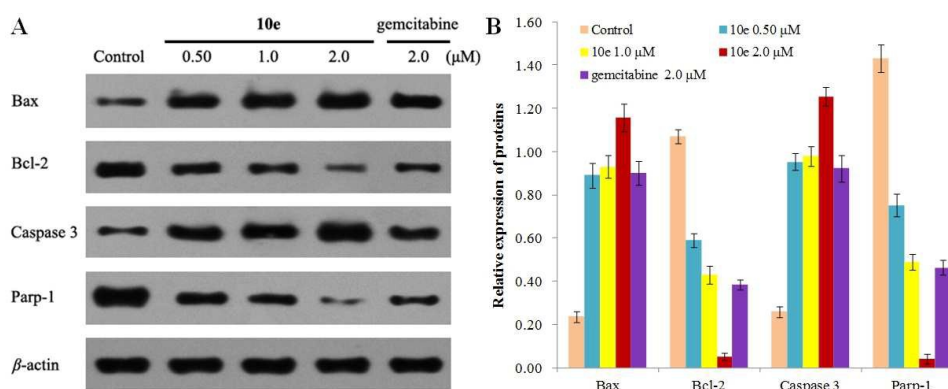 A
10e
gemcitabine
Control 0.50 1.0 2.0 2.0 (μM)
Bax
Bcl-2
Caspase 3
Parp-1
β-actin
B
Relative expression of proteins
1.60
1.40
1.20
1.00
0.80
0.60
0.40
0.20
0.00
Control
10e 0.50 μM
10e 1.0 μM
10e 2.0 μM
gemcitabine 2.0 μM
Bax Bcl-2 Caspase 3 Parp-1